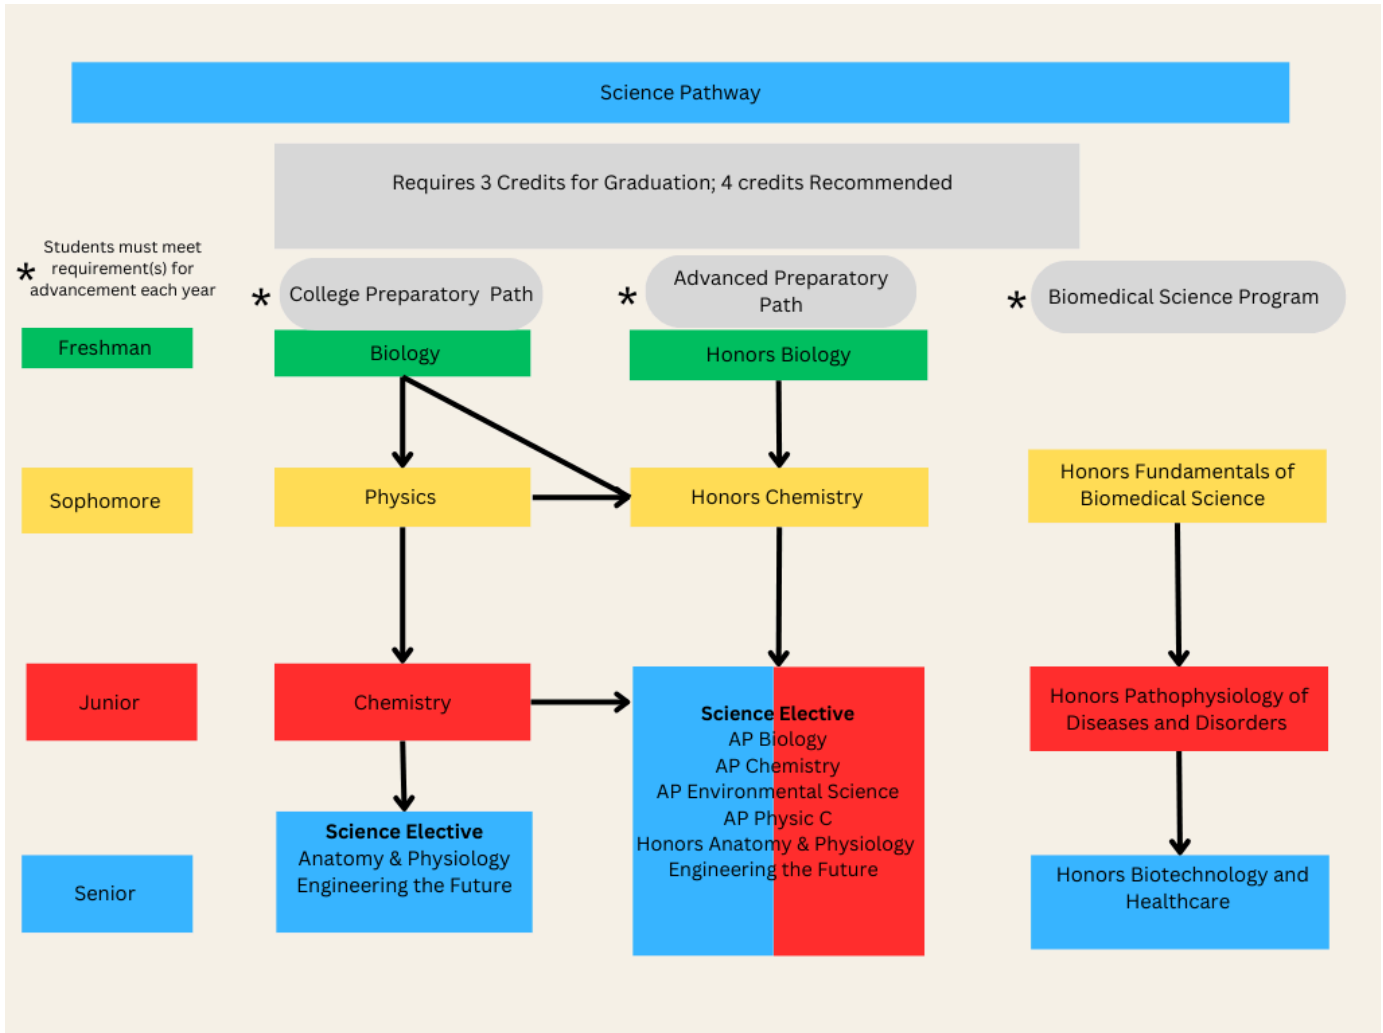 Science Pathway
Requires 3 Credits for Graduation; 4 credits Recommended
* Students must meet
requirement(s) for
advancement each year
* College Preparatory Path
* Advanced Preparatory
Path
* Biomedical Science Program
Freshman
Biology
Honors Biology
Sophomore
Physics
Honors Chemistry
Honors Fundamentals of
Biomedical Science
Junior
Chemistry
Science Elective
AP Biology
AP Chemistry
AP Environmental Science
AP Physic C
Honors Anatomy & Physiology
Engineering the Future
Honors Pathophysiology of
Diseases and Disorders
Senior
Science Elective
Anatomy & Physiology
Engineering the Future
Honors Biotechnology and
Healthcare